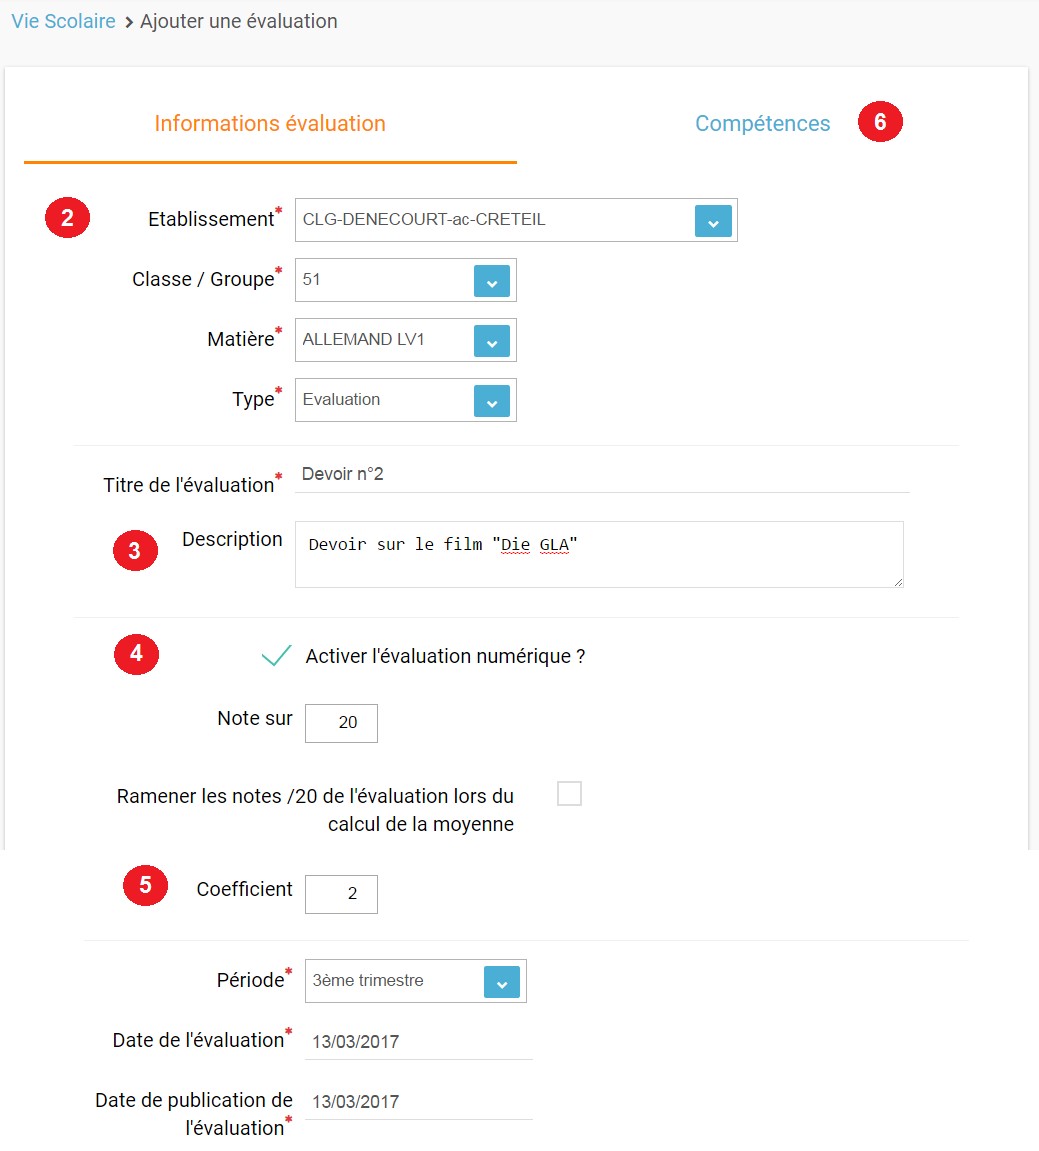 Vie Scolaire > Ajouter une évaluation
Informations évaluation
Compétences 6
2 Etablissement* CLG-DENECOURT-ac-CRETEIL
Classe / Groupe* 51
Matière* ALLEMAND LV1
Type* Evaluation
Titre de l'évaluation* Devoir n°2
3 Description Devoir sur le film "Die GLA"
4 Activer l'évaluation numérique ?
Note sur 20
Ramener les notes /20 de l'évaluation lors du
calcul de la moyenne
5 Coefficient 2
Période* 3ème trimestre
Date de l'évaluation* 13/03/2017
Date de publication de 13/03/2017
l'évaluation*